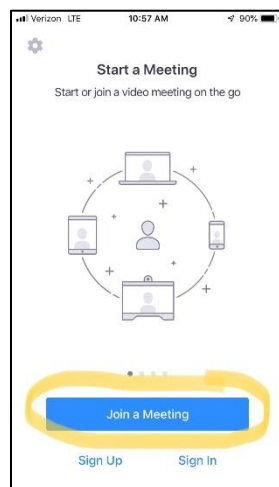 Verizon LTE 10:57 AM 90%
Start a Meeting
Start or join a video meeting on the go
Join a Meeting
Sign Up Sign In